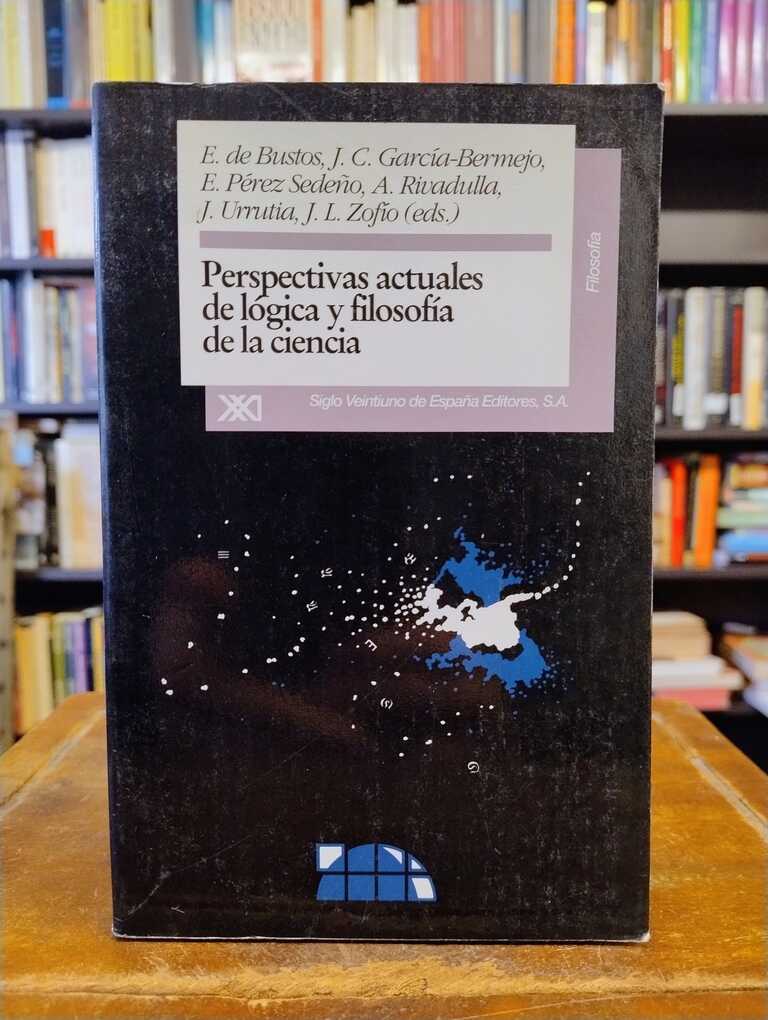 E. de Bustos, J. C. García-Bermejo,
E. Pérez Sedeño, A. Rivadulla,
J. Urrutia, J. L. Zofío (eds.)
Perspectivas actuales
de lógica y filosofía
de la ciencia
Filosofía
XXI
Siglo Veintiuno de España Editores, S.A.